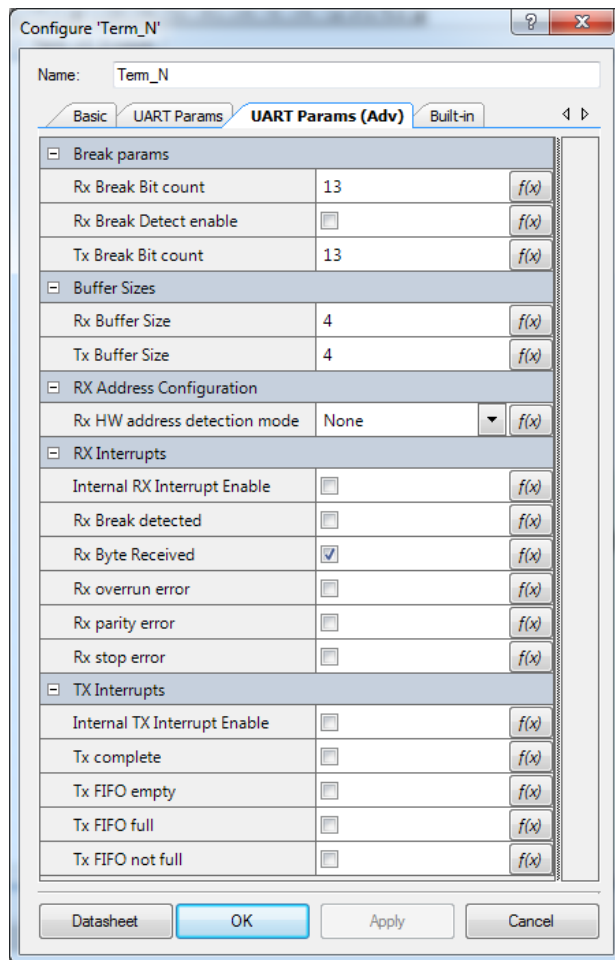 Configure 'Term_N'
Name: Term_N
Basic UART Params UART Params (Adv) Built-in
Break params
Rx Break Bit count 13 f(x)
Rx Break Detect enable f(x)
Tx Break Bit count 13 f(x)
Buffer Sizes
Rx Buffer Size 4 f(x)
Tx Buffer Size 4 f(x)
RX Address Configuration
Rx HW address detection mode None f(x)
RX Interrupts
Internal RX Interrupt Enable f(x)
Rx Break detected f(x)
Rx Byte Received f(x)
Rx overrun error f(x)
Rx parity error f(x)
Rx stop error f(x)
TX Interrupts
Internal TX Interrupt Enable f(x)
Tx complete f(x)
Tx FIFO empty f(x)
Tx FIFO full f(x)
Tx FIFO not full f(x)
Datasheet OK Apply Cancel